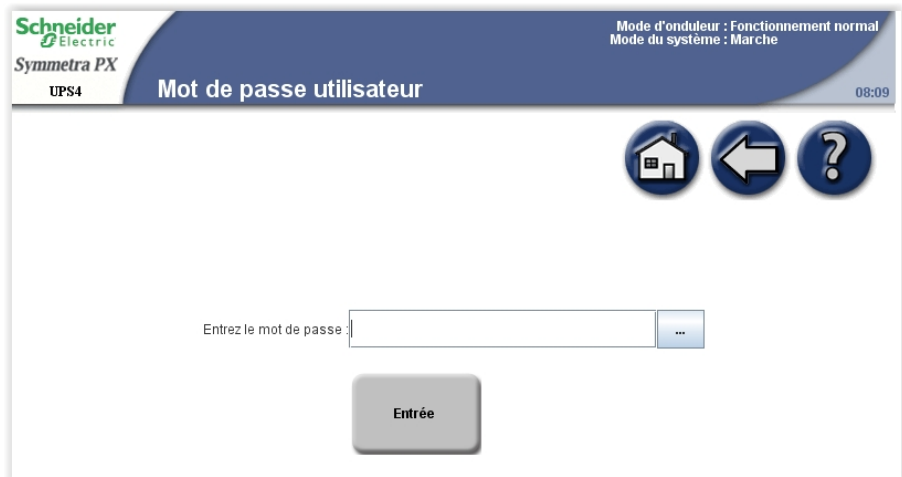 Schneider
Electric
Symmetra PX
UPS4
Mot de passe utilisateur
Mode d'onduleur : Fonctionnement normal
Mode du système : Marche
08:09
?
Entrez le mot de passe :
...
Entrée